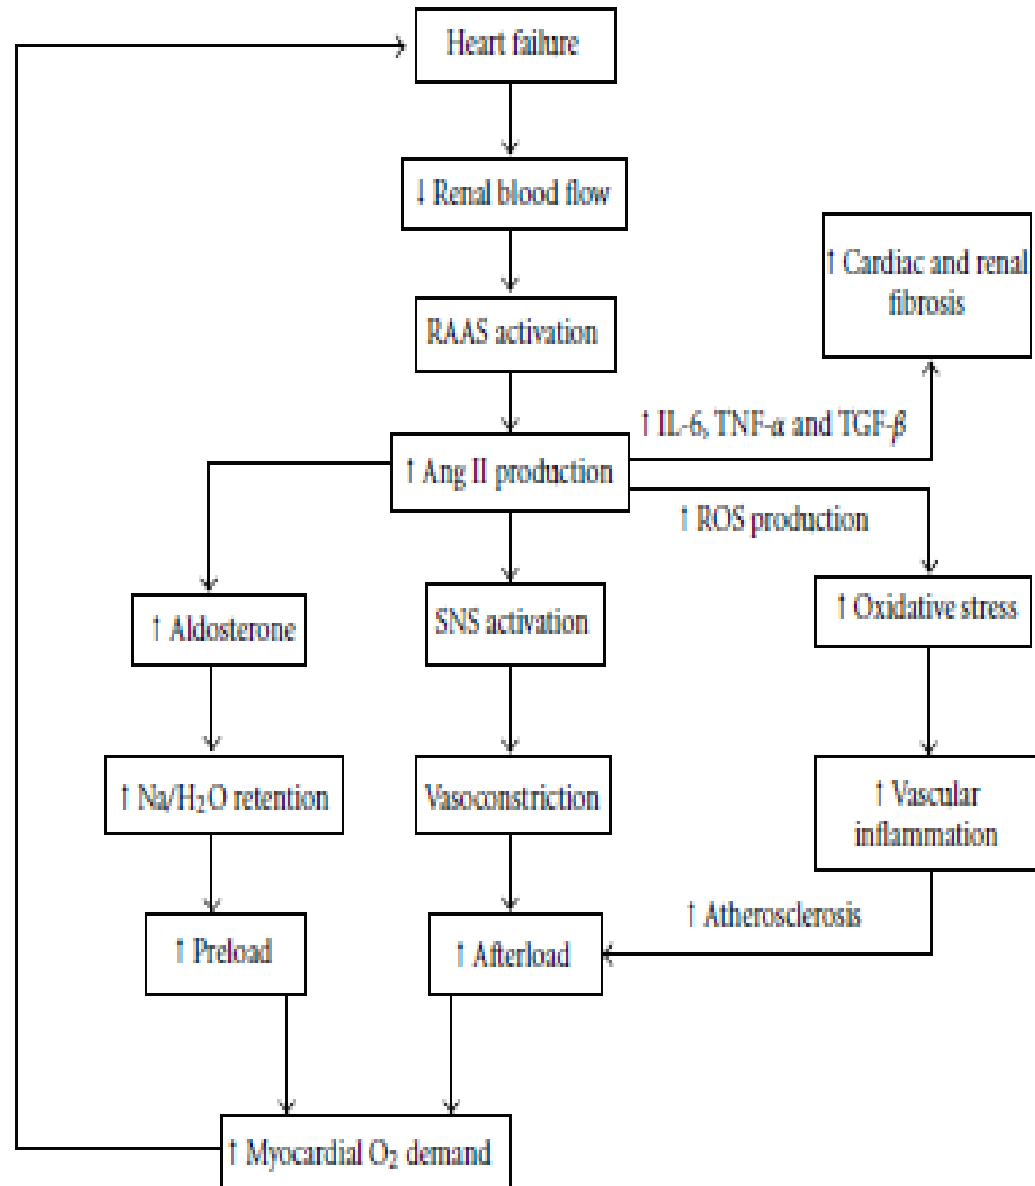 Heart failure
↓ Renal blood flow
↑ Cardiac and renal
fibrosis
RAAS activation
↑ IL-6, TNF-α and TGF-β
↑ Ang II production
↑ ROS production
↑ Aldosterone
SNS activation
↑ Oxidative stress
↑ Na/H₂O retention
Vasoconstriction
↑ Vascular
inflammation
↑ Atherosclerosis
↑ Preload
↑ Afterload
↑ Myocardial O₂ demand